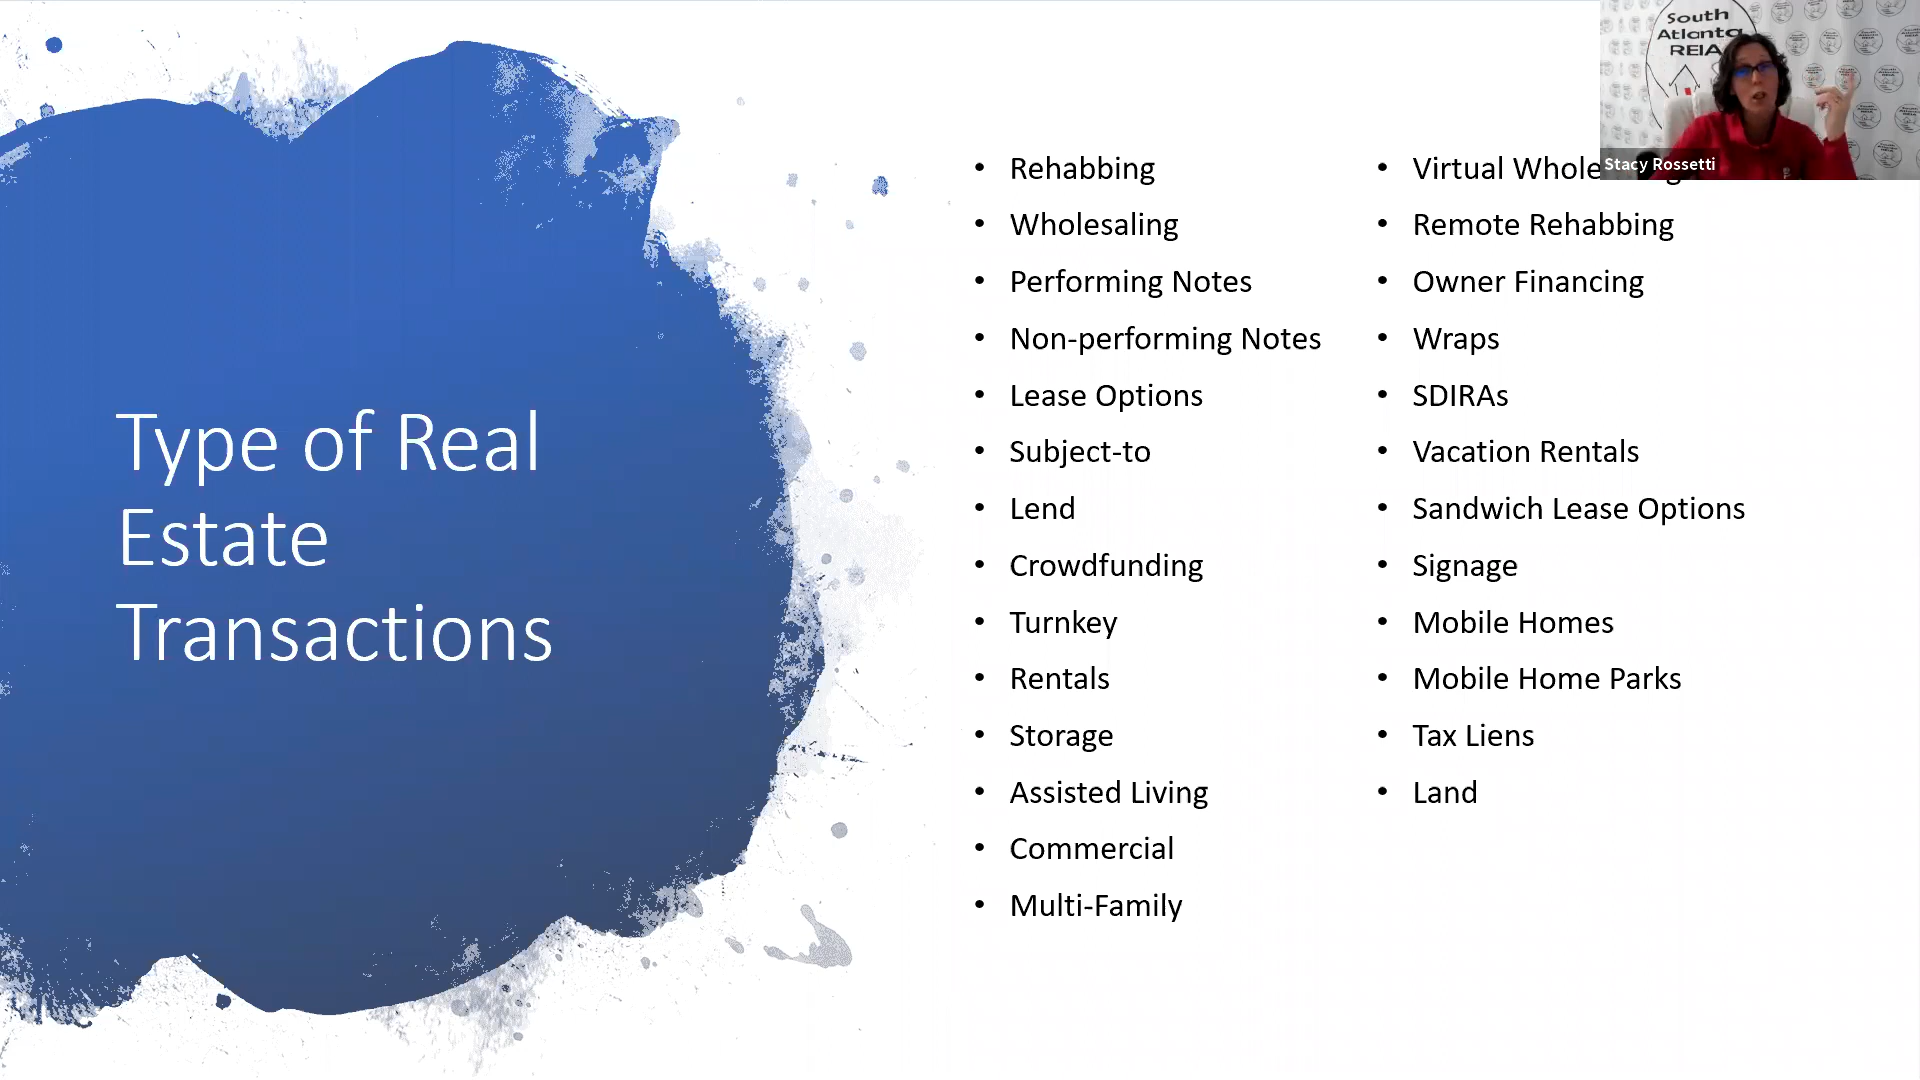 Type of Real
Estate
Transactions
Rehabbing
Wholesaling
Performing Notes
Non-performing Notes
Lease Options
Subject-to
Lend
Crowdfunding
Turnkey
Rentals
Storage
Assisted Living
Commercial
Multi-Family
Virtual
Remote Rehabbing
Owner Financing
Wraps
SDIRAs
Vacation Rentals
Sandwich Lease Options
Signage
Mobile Homes
Mobile Home Parks
Tax Liens
Land
South
Atlanta
REIA
Stacy Rossetti